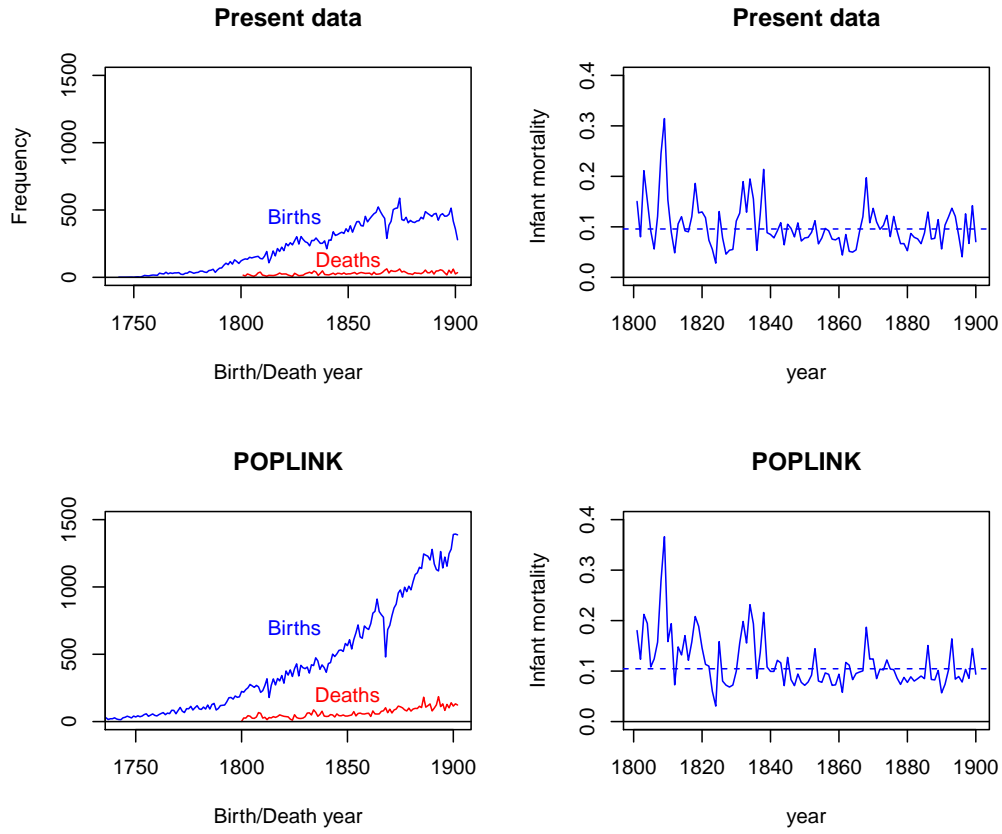 Present data
Frequency
1500
1000
500
0
Births
Deaths
1750 1800 1850 1900
Birth/Death year
Present data
Infant mortality
0.4
0.3
0.2
0.1
0.0
1800 1820 1840 1860 1880 1900
year
POPLINK
1500
1000
500
0
Births
Deaths
1750 1800 1850 1900
Birth/Death year
POPLINK
Infant mortality
0.4
0.3
0.2
0.1
0.0
1800 1820 1840 1860 1880 1900
year